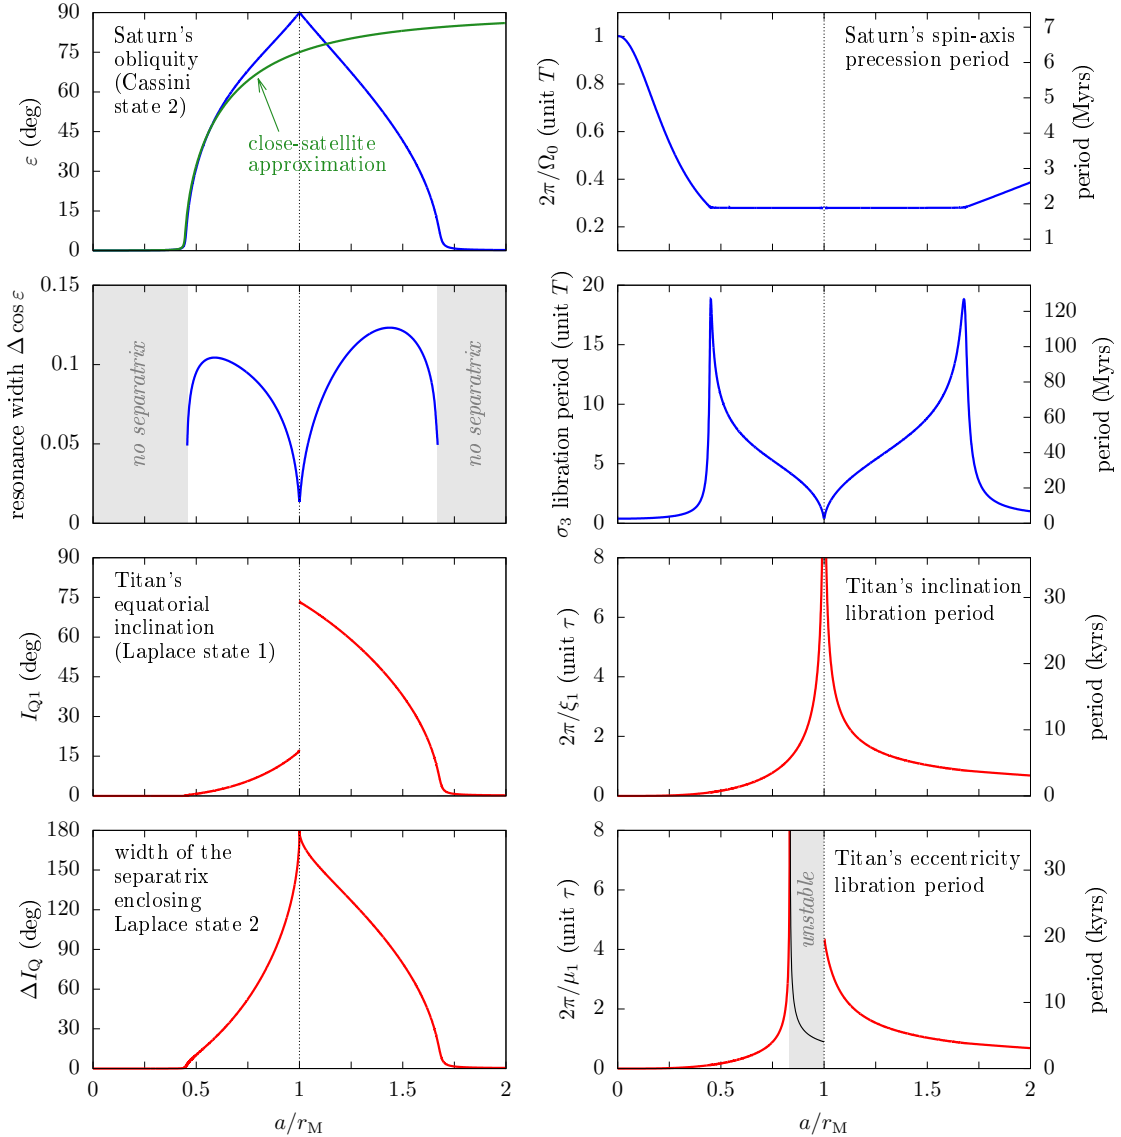 90
75
60
45
30
15
0
ε (deg)
Saturn's
obliquity
(Cassini
state 2)
close-satellite
approximation
1
0.8
0.6
0.4
0.2
2π/Ω₀ (unit T)
Saturn's spin-axis
precession period
7
6
5
4
3
2
1
period (Myrs)
0.15
0.1
0.05
0
resonance width Δ cos ε
no separatrix
no separatrix
20
15
10
5
0
σ₃ libration period (unit T)
120
100
80
60
40
20
0
period (Myrs)
90
75
60
45
30
15
0
I_Q1 (deg)
Titan's
equatorial
inclination
(Laplace state 1)
8
6
4
2
0
2π/ξ₁ (unit τ)
Titan's inclination
libration period
30
20
10
0
period (kyrs)
180
150
120
90
60
30
0
ΔI_Q (deg)
width of the
separatrix
enclosing
Laplace state 2
0 0.5 1 1.5 2
a/r_M
8
6
4
2
0
2π/μ₁ (unit τ)
unstable
Titan's eccentricity
libration period
30
20
10
0
period (kyrs)
0 0.5 1 1.5 2
a/r_M